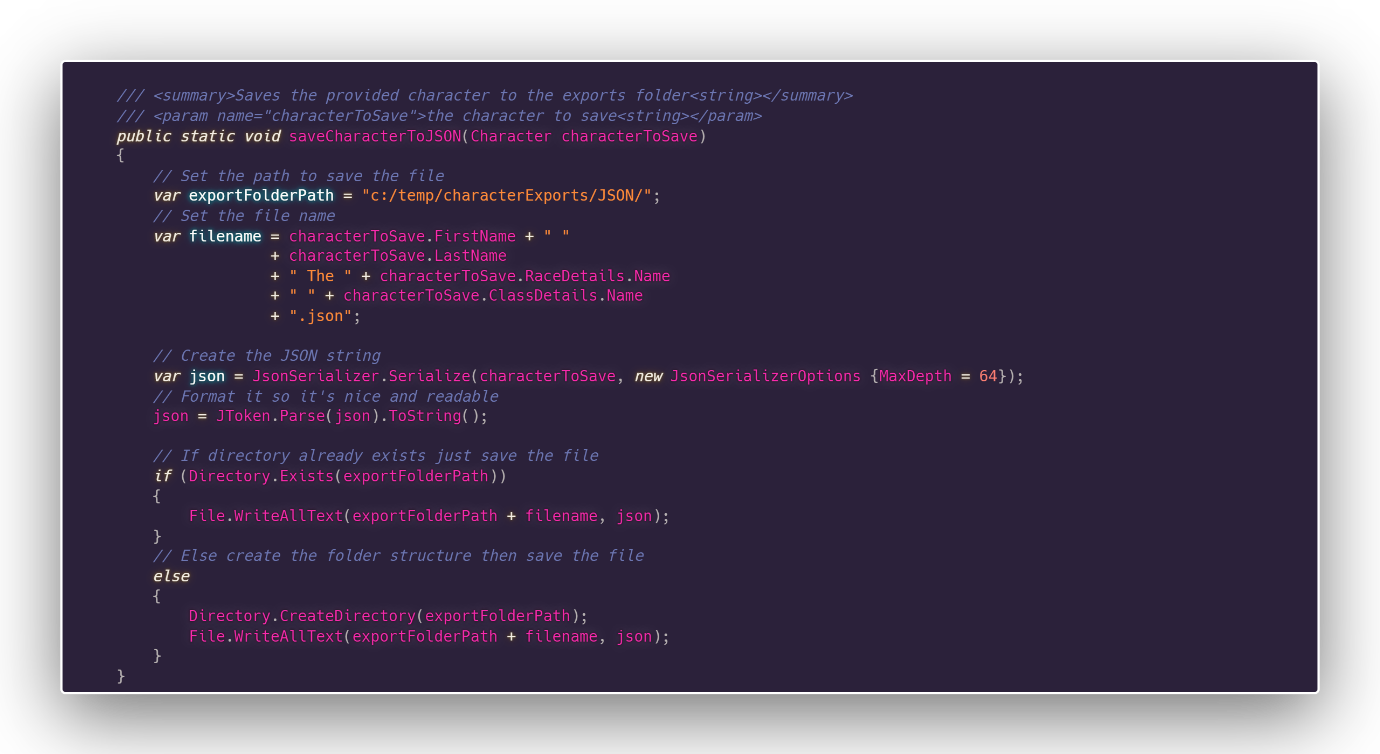 /// <summary>Saves the provided character to the exports folder<string></summary>
/// <param name="characterToSave">the character to save<string></param>
public static void saveCharacterToJSON(Character characterToSave)
{
    // Set the path to save the file
    var exportFolderPath = "c:/temp/characterExports/JSON/";
    // Set the file name
    var filename = characterToSave.FirstName + " "
                 + characterToSave.LastName
                 + " The " + characterToSave.RaceDetails.Name
                 + " " + characterToSave.ClassDetails.Name
                 + ".json";

    // Create the JSON string
    var json = JsonSerializer.Serialize(characterToSave, new JsonSerializerOptions {MaxDepth = 64});
    // Format it so it's nice and readable
    json = JToken.Parse(json).ToString();

    // If directory already exists just save the file
    if (Directory.Exists(exportFolderPath))
    {
        File.WriteAllText(exportFolderPath + filename, json);
    }
    // Else create the folder structure then save the file
    else
    {
        Directory.CreateDirectory(exportFolderPath);
        File.WriteAllText(exportFolderPath + filename, json);
    }
}